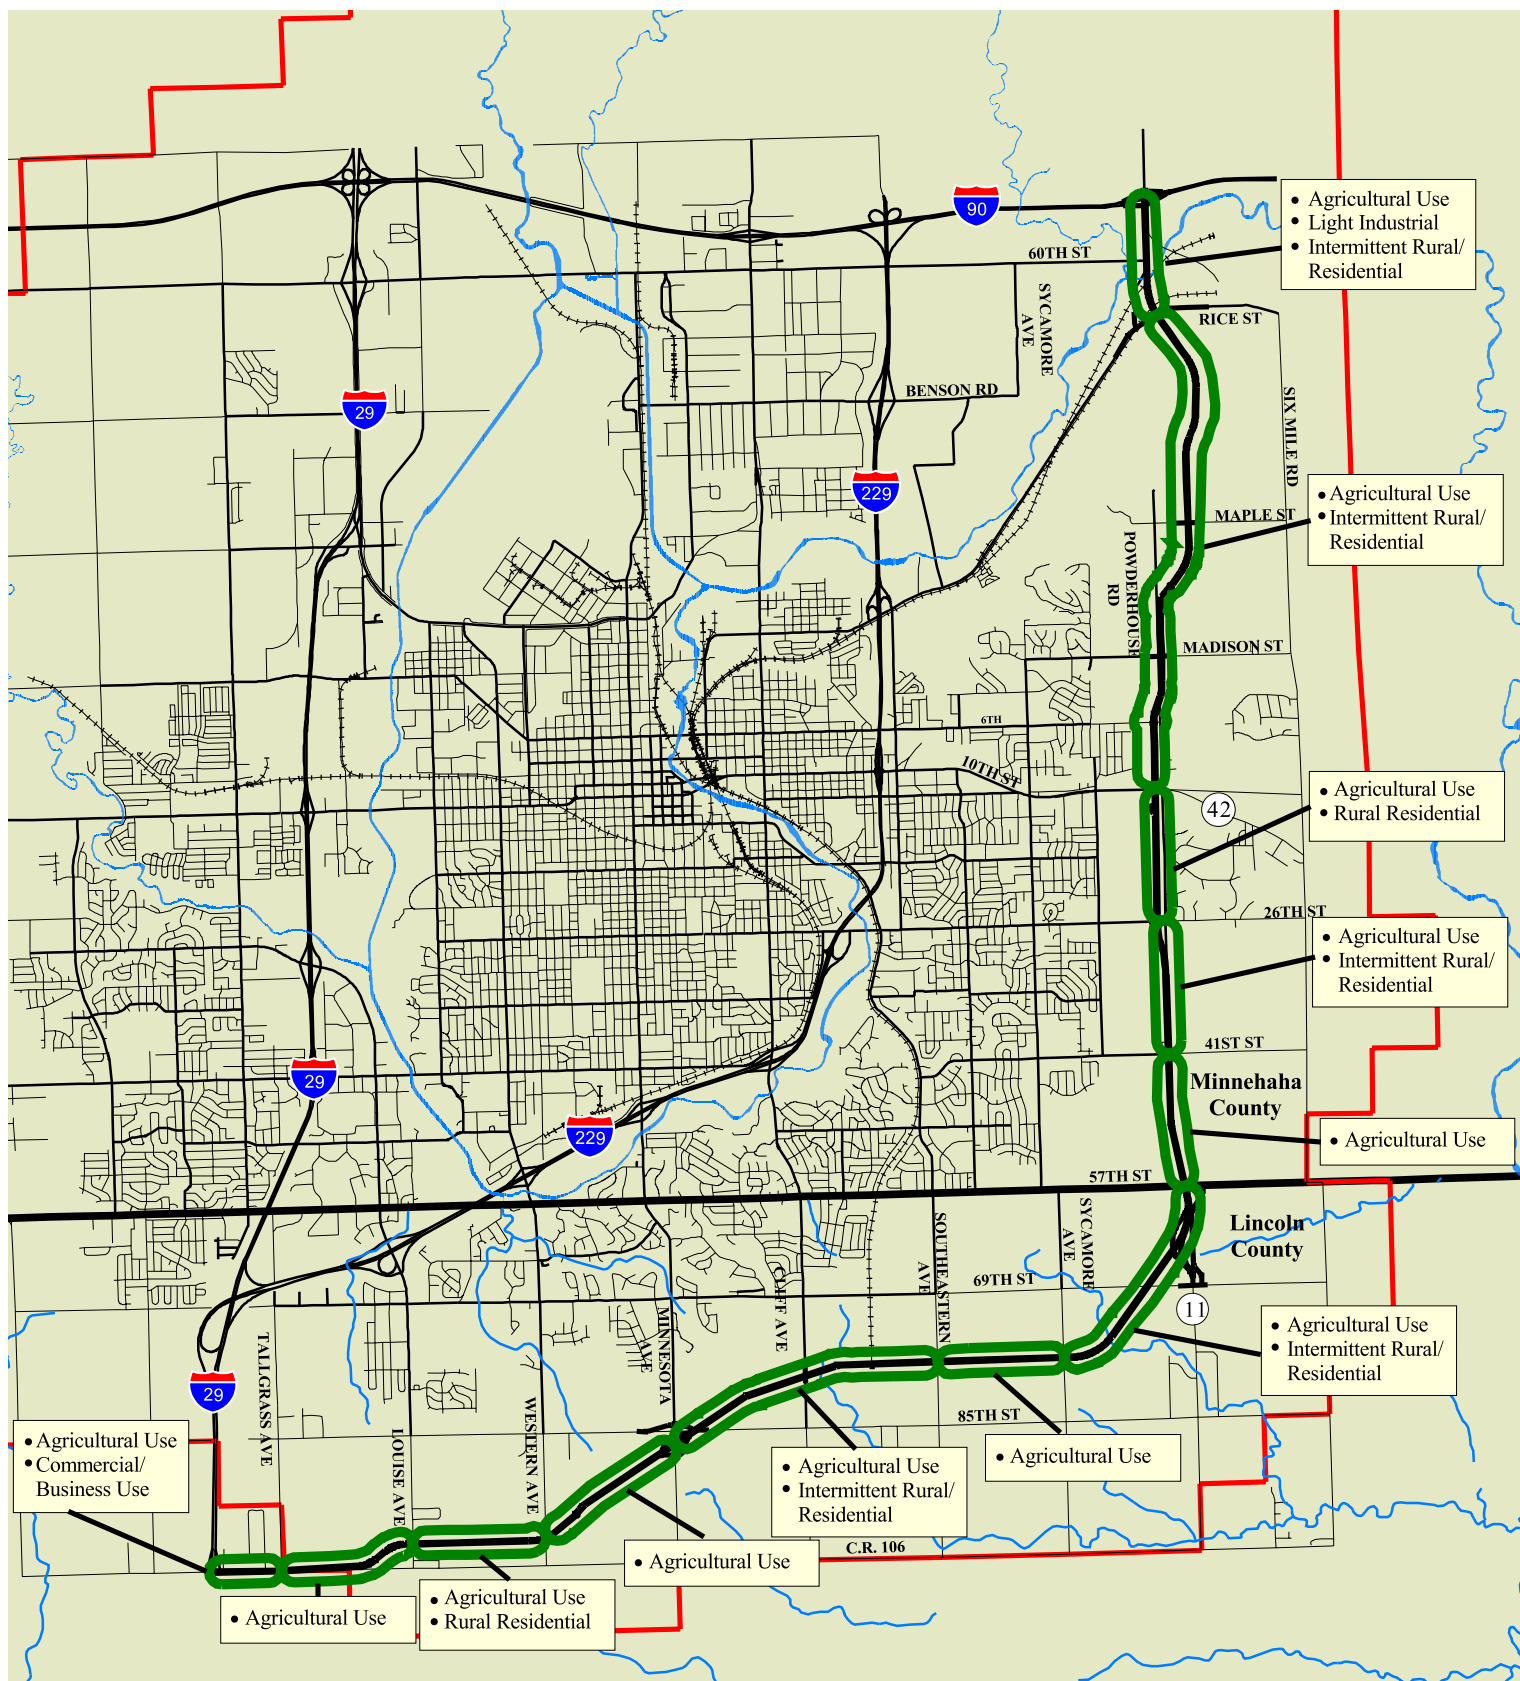 90
60TH ST
• Agricultural Use
• Light Industrial
• Intermittent Rural/
Residential
SYCAMORE
AVE
RICE ST
BENSON RD
29
SIX MILE RD
229
• Agricultural Use
• Intermittent Rural/
Residential
MAPLE ST
POWDERHOUSE
RD
MADISON ST
6TH
10TH ST
42
• Agricultural Use
• Rural Residential
26TH ST
• Agricultural Use
• Intermittent Rural/
Residential
41ST ST
29
Minnehaha
County
229
• Agricultural Use
57TH ST
SYCAMORE
AVE
SOUTHEASTERN
AVE
Lincoln
County
69TH ST
CLIFF AVE
11
MINNESOTA
AVE
• Agricultural Use
• Intermittent Rural/
Residential
TALLGRASS AVE
29
WESTERN AVE
LOUISE AVE
85TH ST
• Agricultural Use
• Commercial/
Business Use
• Agricultural Use
• Intermittent Rural/
Residential
• Agricultural Use
C.R. 106
• Agricultural Use
• Agricultural Use
• Rural Residential
• Agricultural Use